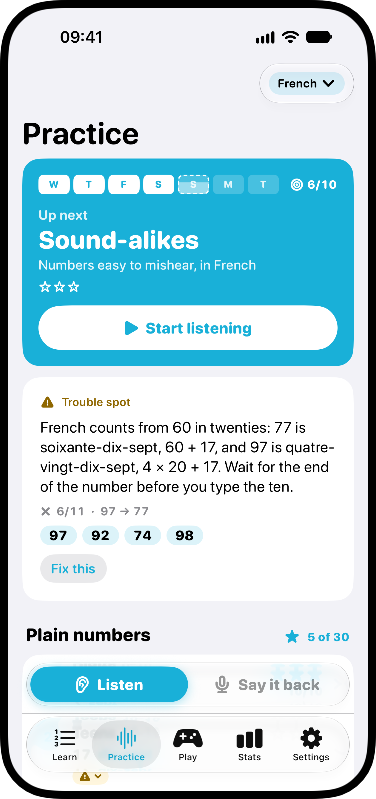 09:41
French
Practice
W T F S S M T 6/10
Up next
Sound-alikes
Numbers easy to mishear, in French
Start listening
Trouble spot
French counts from 60 in twenties: 77 is
soixante-dix-sept, 60 + 17, and 97 is quatre-
vingt-dix-sept, 4 × 20 + 17. Wait for the end
of the number before you type the ten.
× 6/11 · 97 → 77
97 92 74 98
Fix this
Plain numbers 5 of 30
Listen Say it back
Learn Practice Play Stats Settings